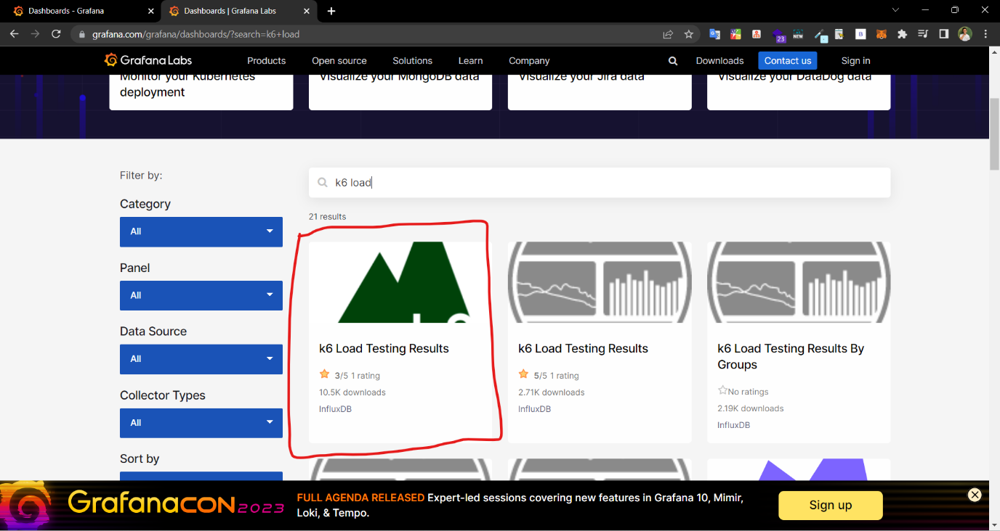 Dashboards - Grafana
Dashboards | Grafana Labs
grafana.com/grafana/dashboards/?search=k6+load
23
NEW
B
Grafana Labs
Products
Open source
Solutions
Learn
Company
Downloads
Contact us
Sign in
Monitor your Kubernetes
deployment
Visualize your MongoDB data
Visualize your Jira data
Visualize your DataDog data
Filter by:
k6 load
Category
All
21 results
Panel
All
Data Source
All
Collector Types
All
Sort by
k6 Load Testing Results
3/5 1 rating
10.5K downloads
InfluxDB
k6 Load Testing Results
5/5 1 rating
2.71K downloads
InfluxDB
k6 Load Testing Results By
Groups
No ratings
2.19K downloads
InfluxDB
GrafanaCON 2023
FULL AGENDA RELEASED Expert-led sessions covering new features in Grafana 10, Mimir,
Loki, & Tempo.
Sign up